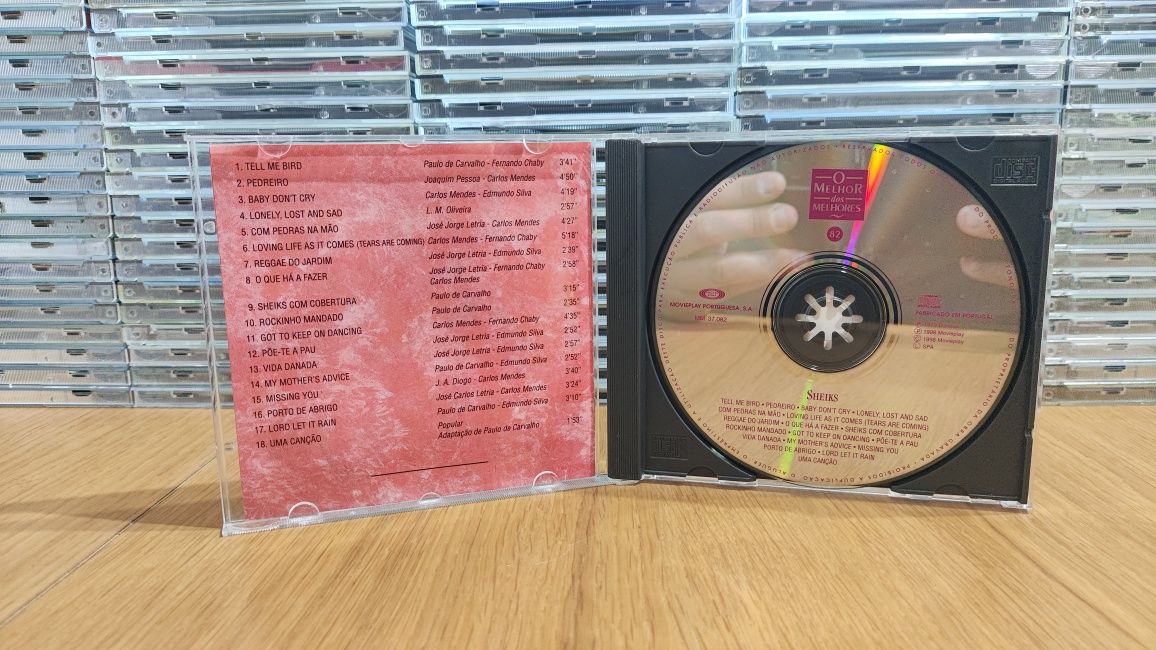 1. TELL ME BIRD Paulo de Carvalho - Fernando Chaby 3'41"
2. PEDREIRO Joaquim Pessoa - Carlos Mendes 4'50"
3. BABY DON'T CRY Carlos Mendes - Edmundo Silva 4'19"
4. LONELY, LOST AND SAD L. M. Oliveira 2'57"
5. COM PEDRAS NA MÃO José Jorge Letria - Carlos Mendes 4'27"
6. LOVING LIFE AS IT COMES (TEARS ARE COMING) Carlos Mendes - Fernando Chaby 5'18"
7. REGGAE DO JARDIM José Jorge Letria - Edmundo Silva 2'39"
8. O QUE HÁ A FAZER José Jorge Letria - Fernando Chaby 2'58"
Carlos Mendes
9. SHEIKS COM COBERTURA Paulo de Carvalho 3'15"
10. ROCKINHO MANDADO Paulo de Carvalho 2'35"
11. GOT TO KEEP ON DANCING Carlos Mendes - Fernando Chaby 4'35"
12. PÕE-TE A PAU José Jorge Letria - Edmundo Silva 2'52"
13. VIDA DANADA José Jorge Letria - Edmundo Silva 2'57"
14. MY MOTHER'S ADVICE Paulo de Carvalho - Edmundo Silva 2'52"
15. MISSING YOU J. A. Diogo - Carlos Mendes 3'40"
16. PORTO DE ABRIGO José Carlos Letria - Carlos Mendes 3'24"
17. LORD LET IT RAIN Paulo de Carvalho - Edmundo Silva 3'10"
18. UMA CANÇÃO Popular
Adaptação de Paulo de Carvalho 1'53"
O
MELHOR
dos
MELHORES
82
MOVIEPLAY PORTUGUESA, S.A.
MM 37.082
FABRICADO EM PORTUGAL
1998 Movieplay
SPA
SHEIKS
TELL ME BIRD • PEDREIRO • BABY DON'T CRY • LONELY, LOST AND SAD
COM PEDRAS NA MÃO • LOVING LIFE AS IT COMES (TEARS ARE COMING)
REGGAE DO JARDIM • O QUE HÁ A FAZER • SHEIKS COM COBERTURA
ROCKINHO MANDADO • GOT TO KEEP ON DANCING • PÕE-TE A PAU
VIDA DANADA • MY MOTHER'S ADVICE • MISSING YOU
PORTO DE ABRIGO • LORD LET IT RAIN
UMA CANÇÃO
disc